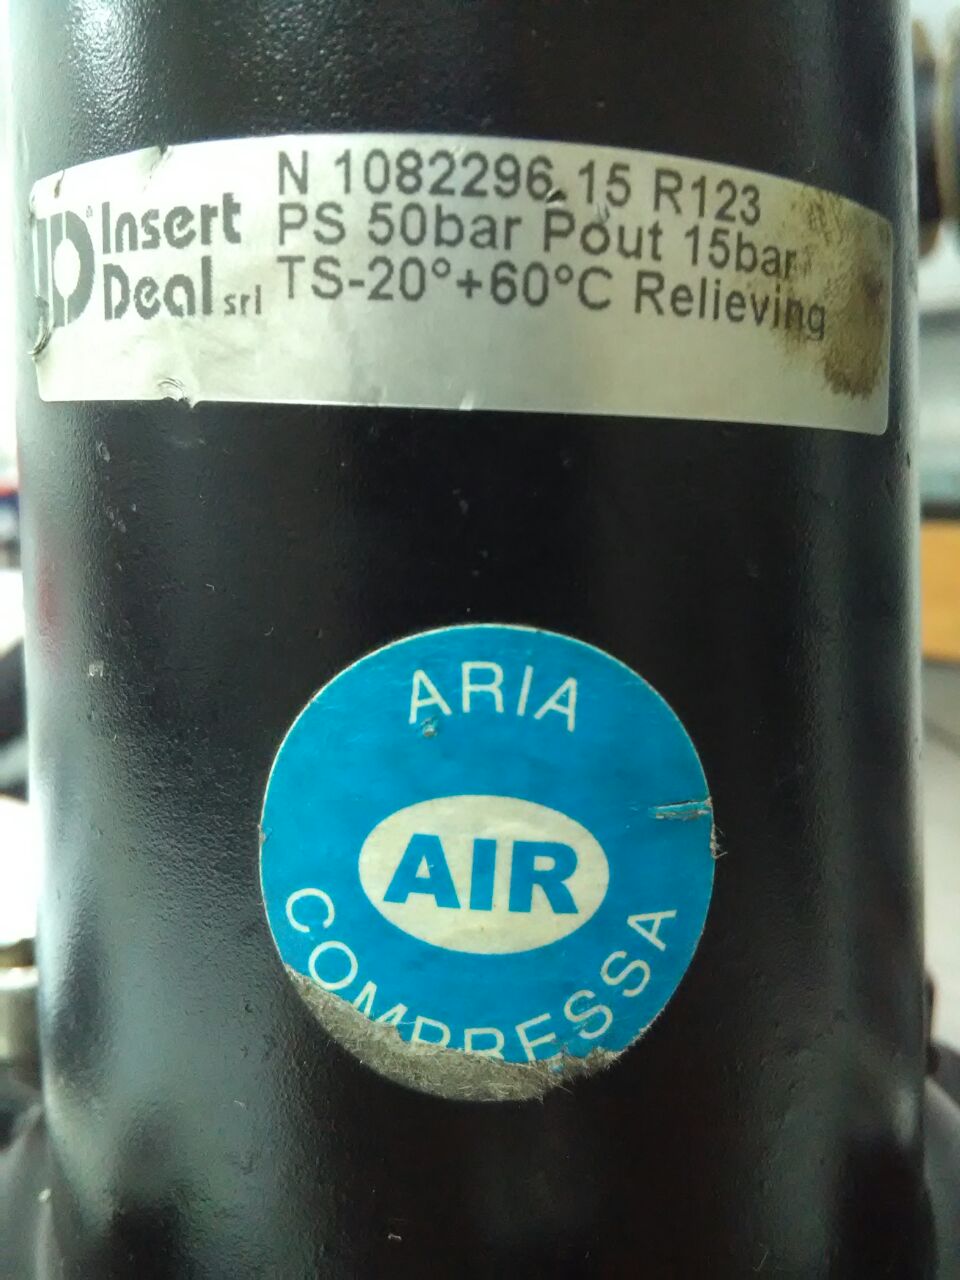 Insert
Deal srl
N 1082296.15 R123
PS 50bar Pout 15bar
TS-20°+60°C Relieving
ARIA
AIR
COMPRESSA